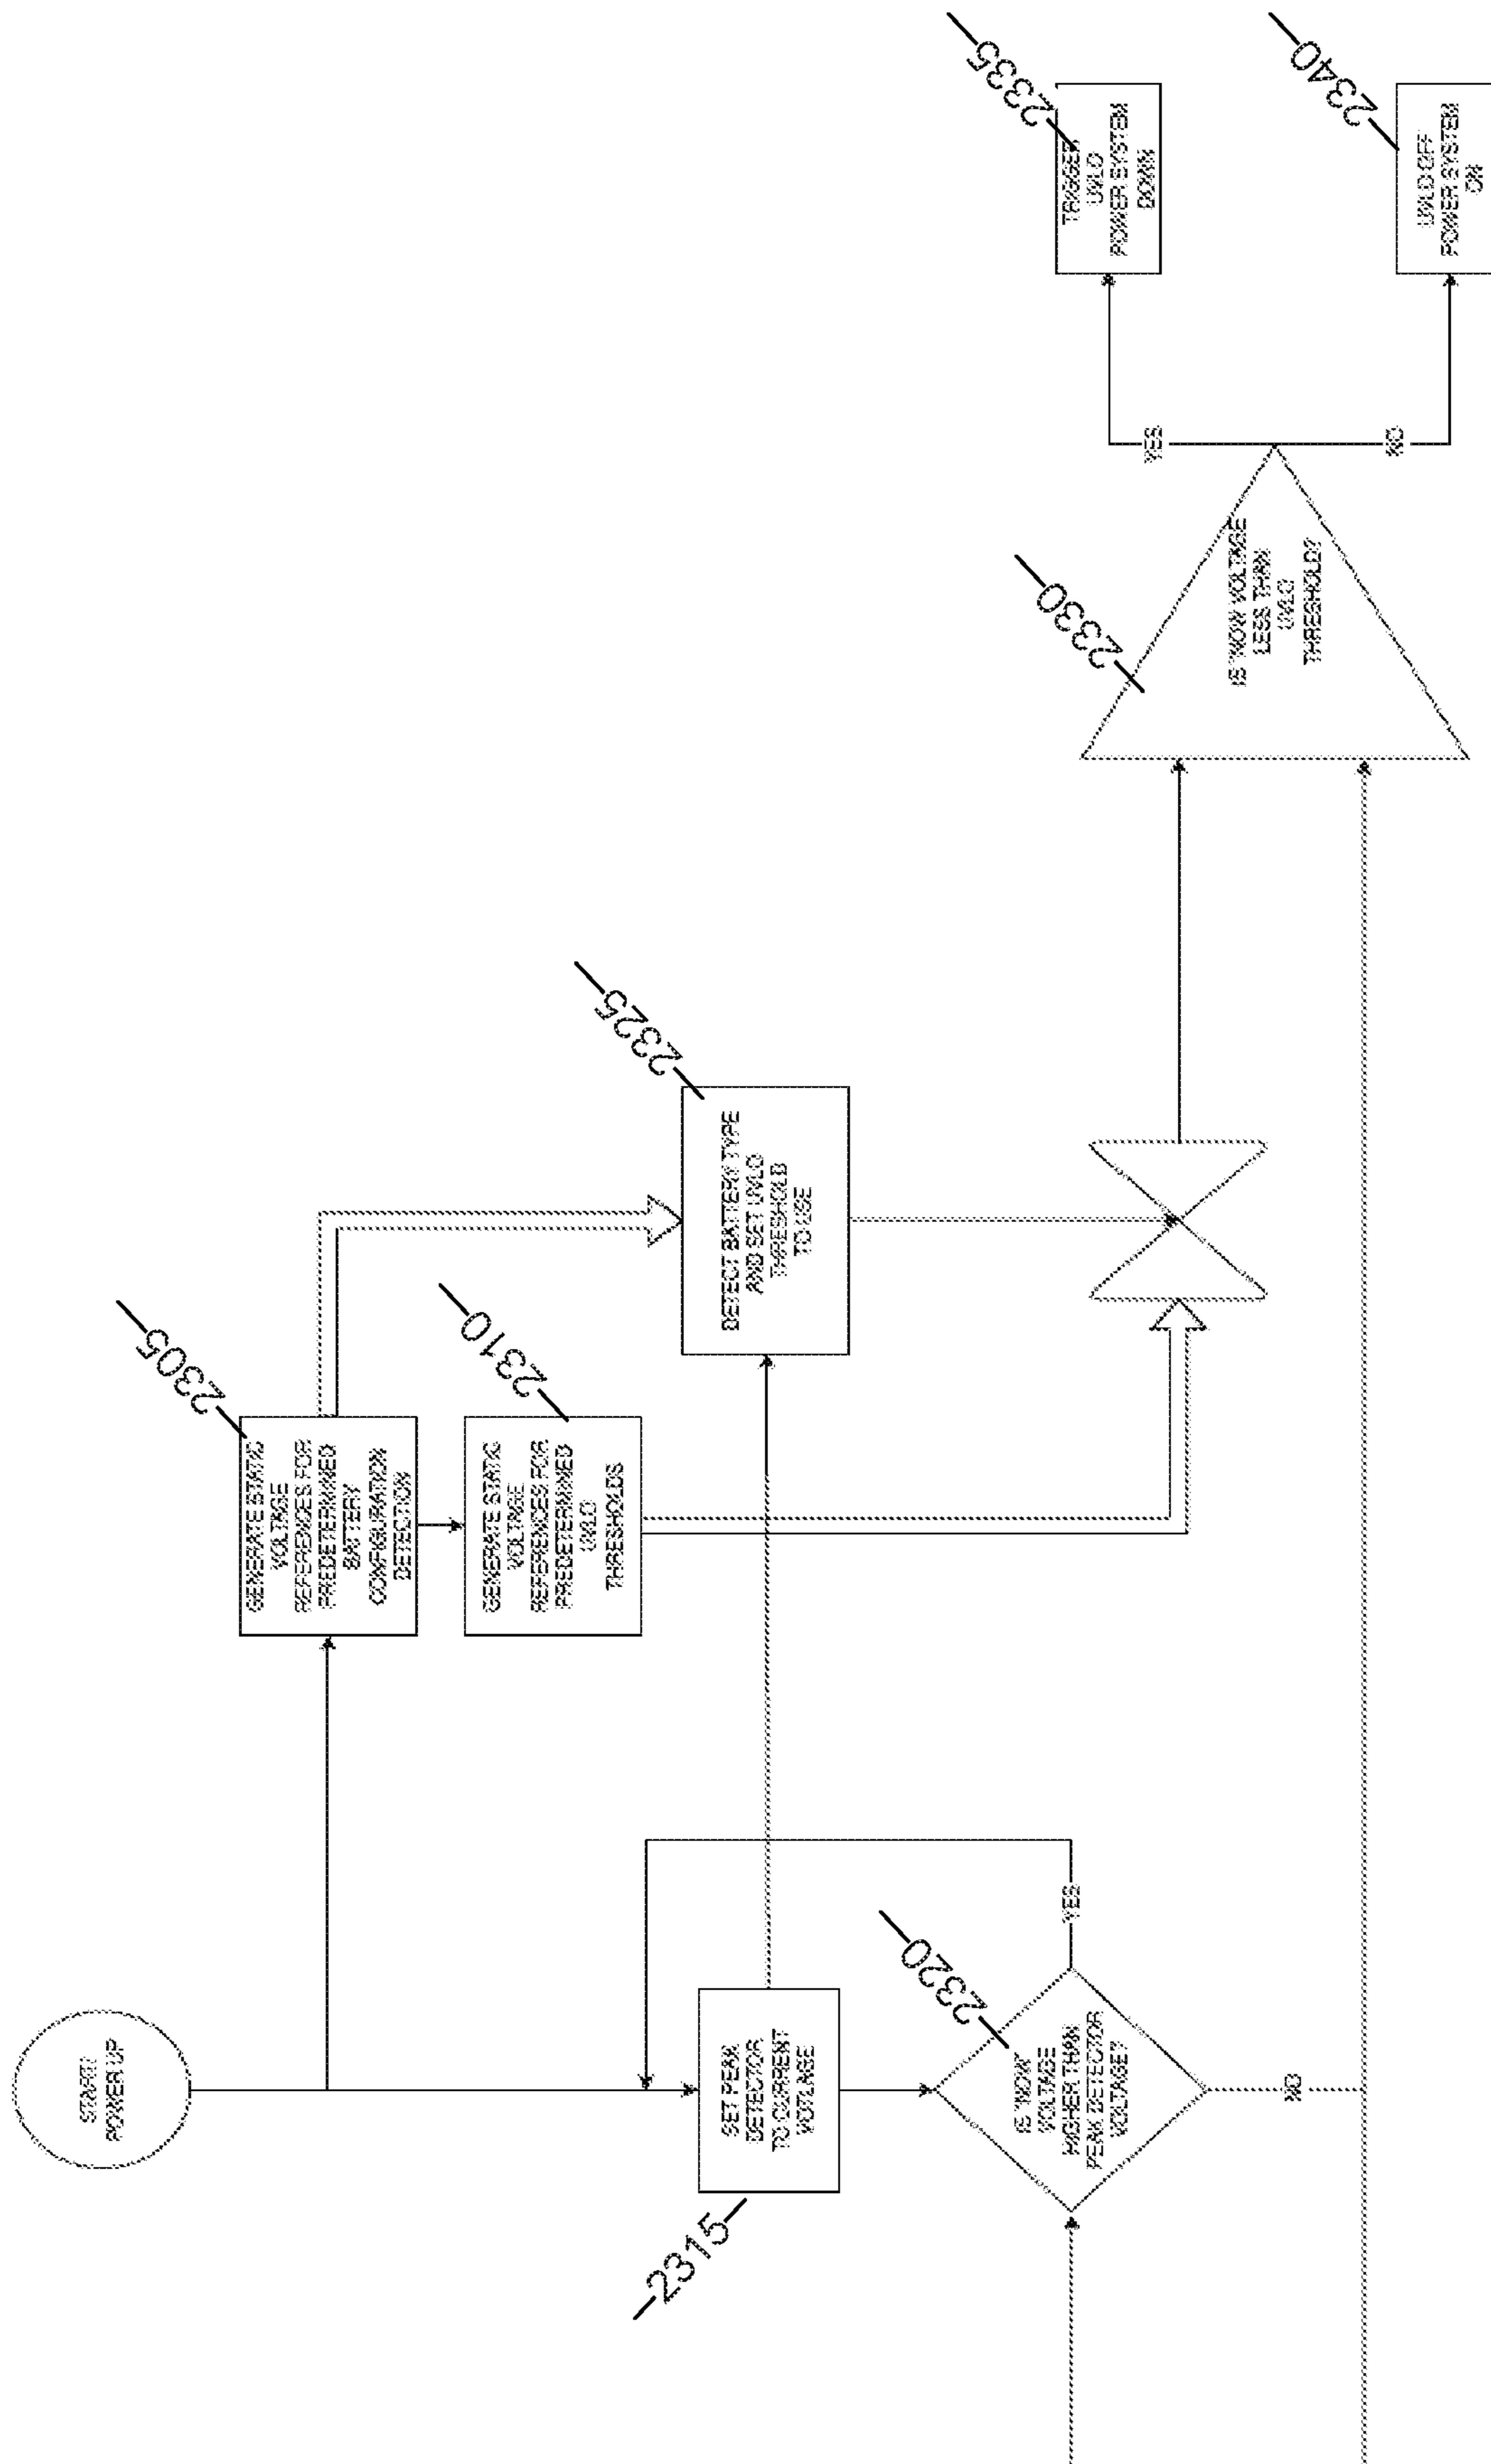 START/
POWER UP
2305
GENERATE STATIC
VOLTAGE
REFERENCES FOR
PREDETERMINED
BATTERY
CONFIGURATION
DETECTION
2310
GENERATE STATIC
VOLTAGE
REFERENCES FOR
PREDETERMINED
UVLO
THRESHOLDS
2315
SET PEAK
DETECTOR
TO CURRENT
VOTLAGE
2320
IS "NOW"
VOLTAGE
HIGHER THAN
PEAK DETECTOR
VOLTAGE?
YES
NO
2325
DETECT BATTERY TYPE
AND SET UVLO
THRESHOLD
TO USE
2330
IS "NOW VOLTAGE
LESS THAN
UVLO
THRESHOLD?
YES
NO
2335
TRIGGER
UVLO
POWER SYSTEM
DOWN
2340
UVLO OFF
POWER SYSTEM
ON